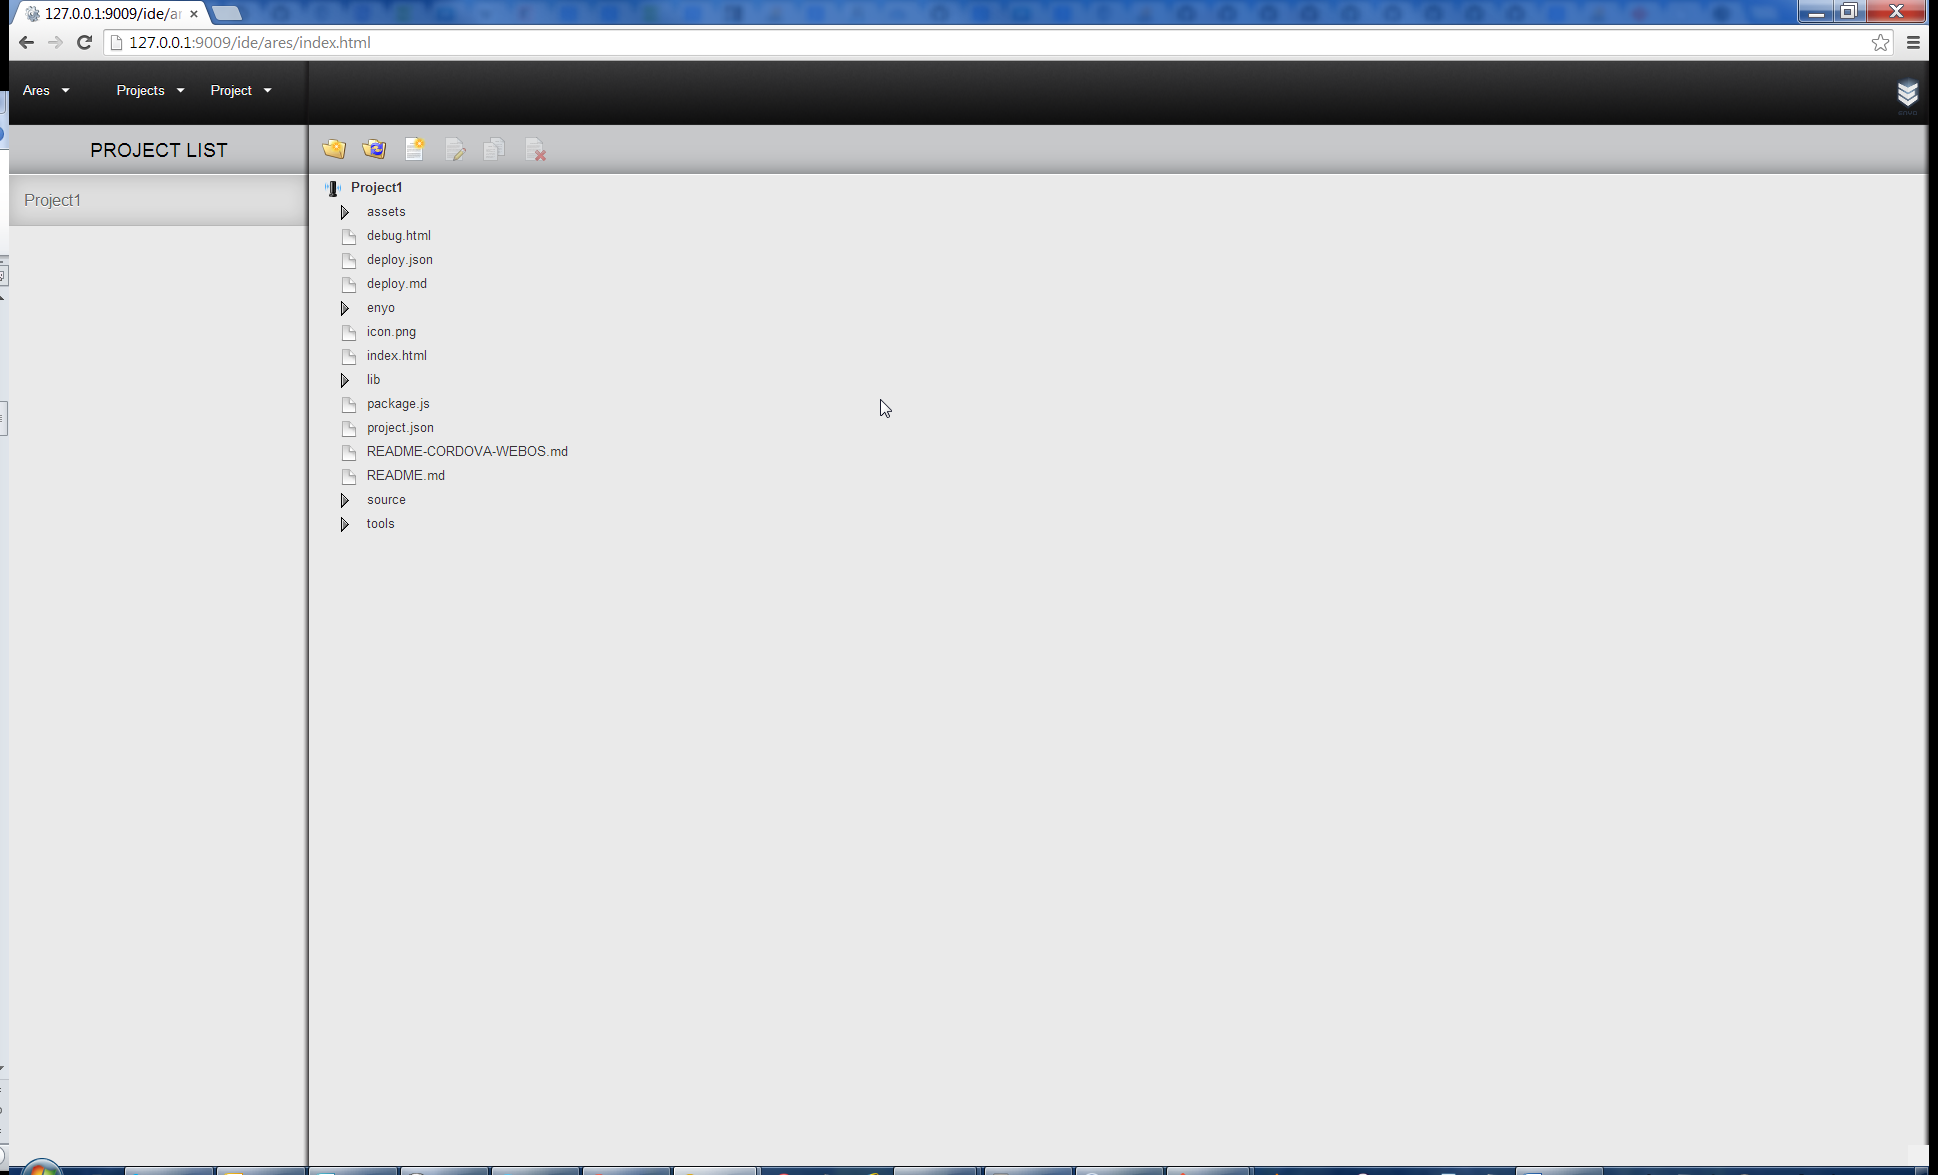 127.0.0.1:9009/ide/ar
127.0.0.1:9009/ide/ares/index.html
Ares Projects Project
enyo
PROJECT LIST
Project1
Project1
assets
debug.html
deploy.json
deploy.md
enyo
icon.png
index.html
lib
package.js
project.json
README-CORDOVA-WEBOS.md
README.md
source
tools